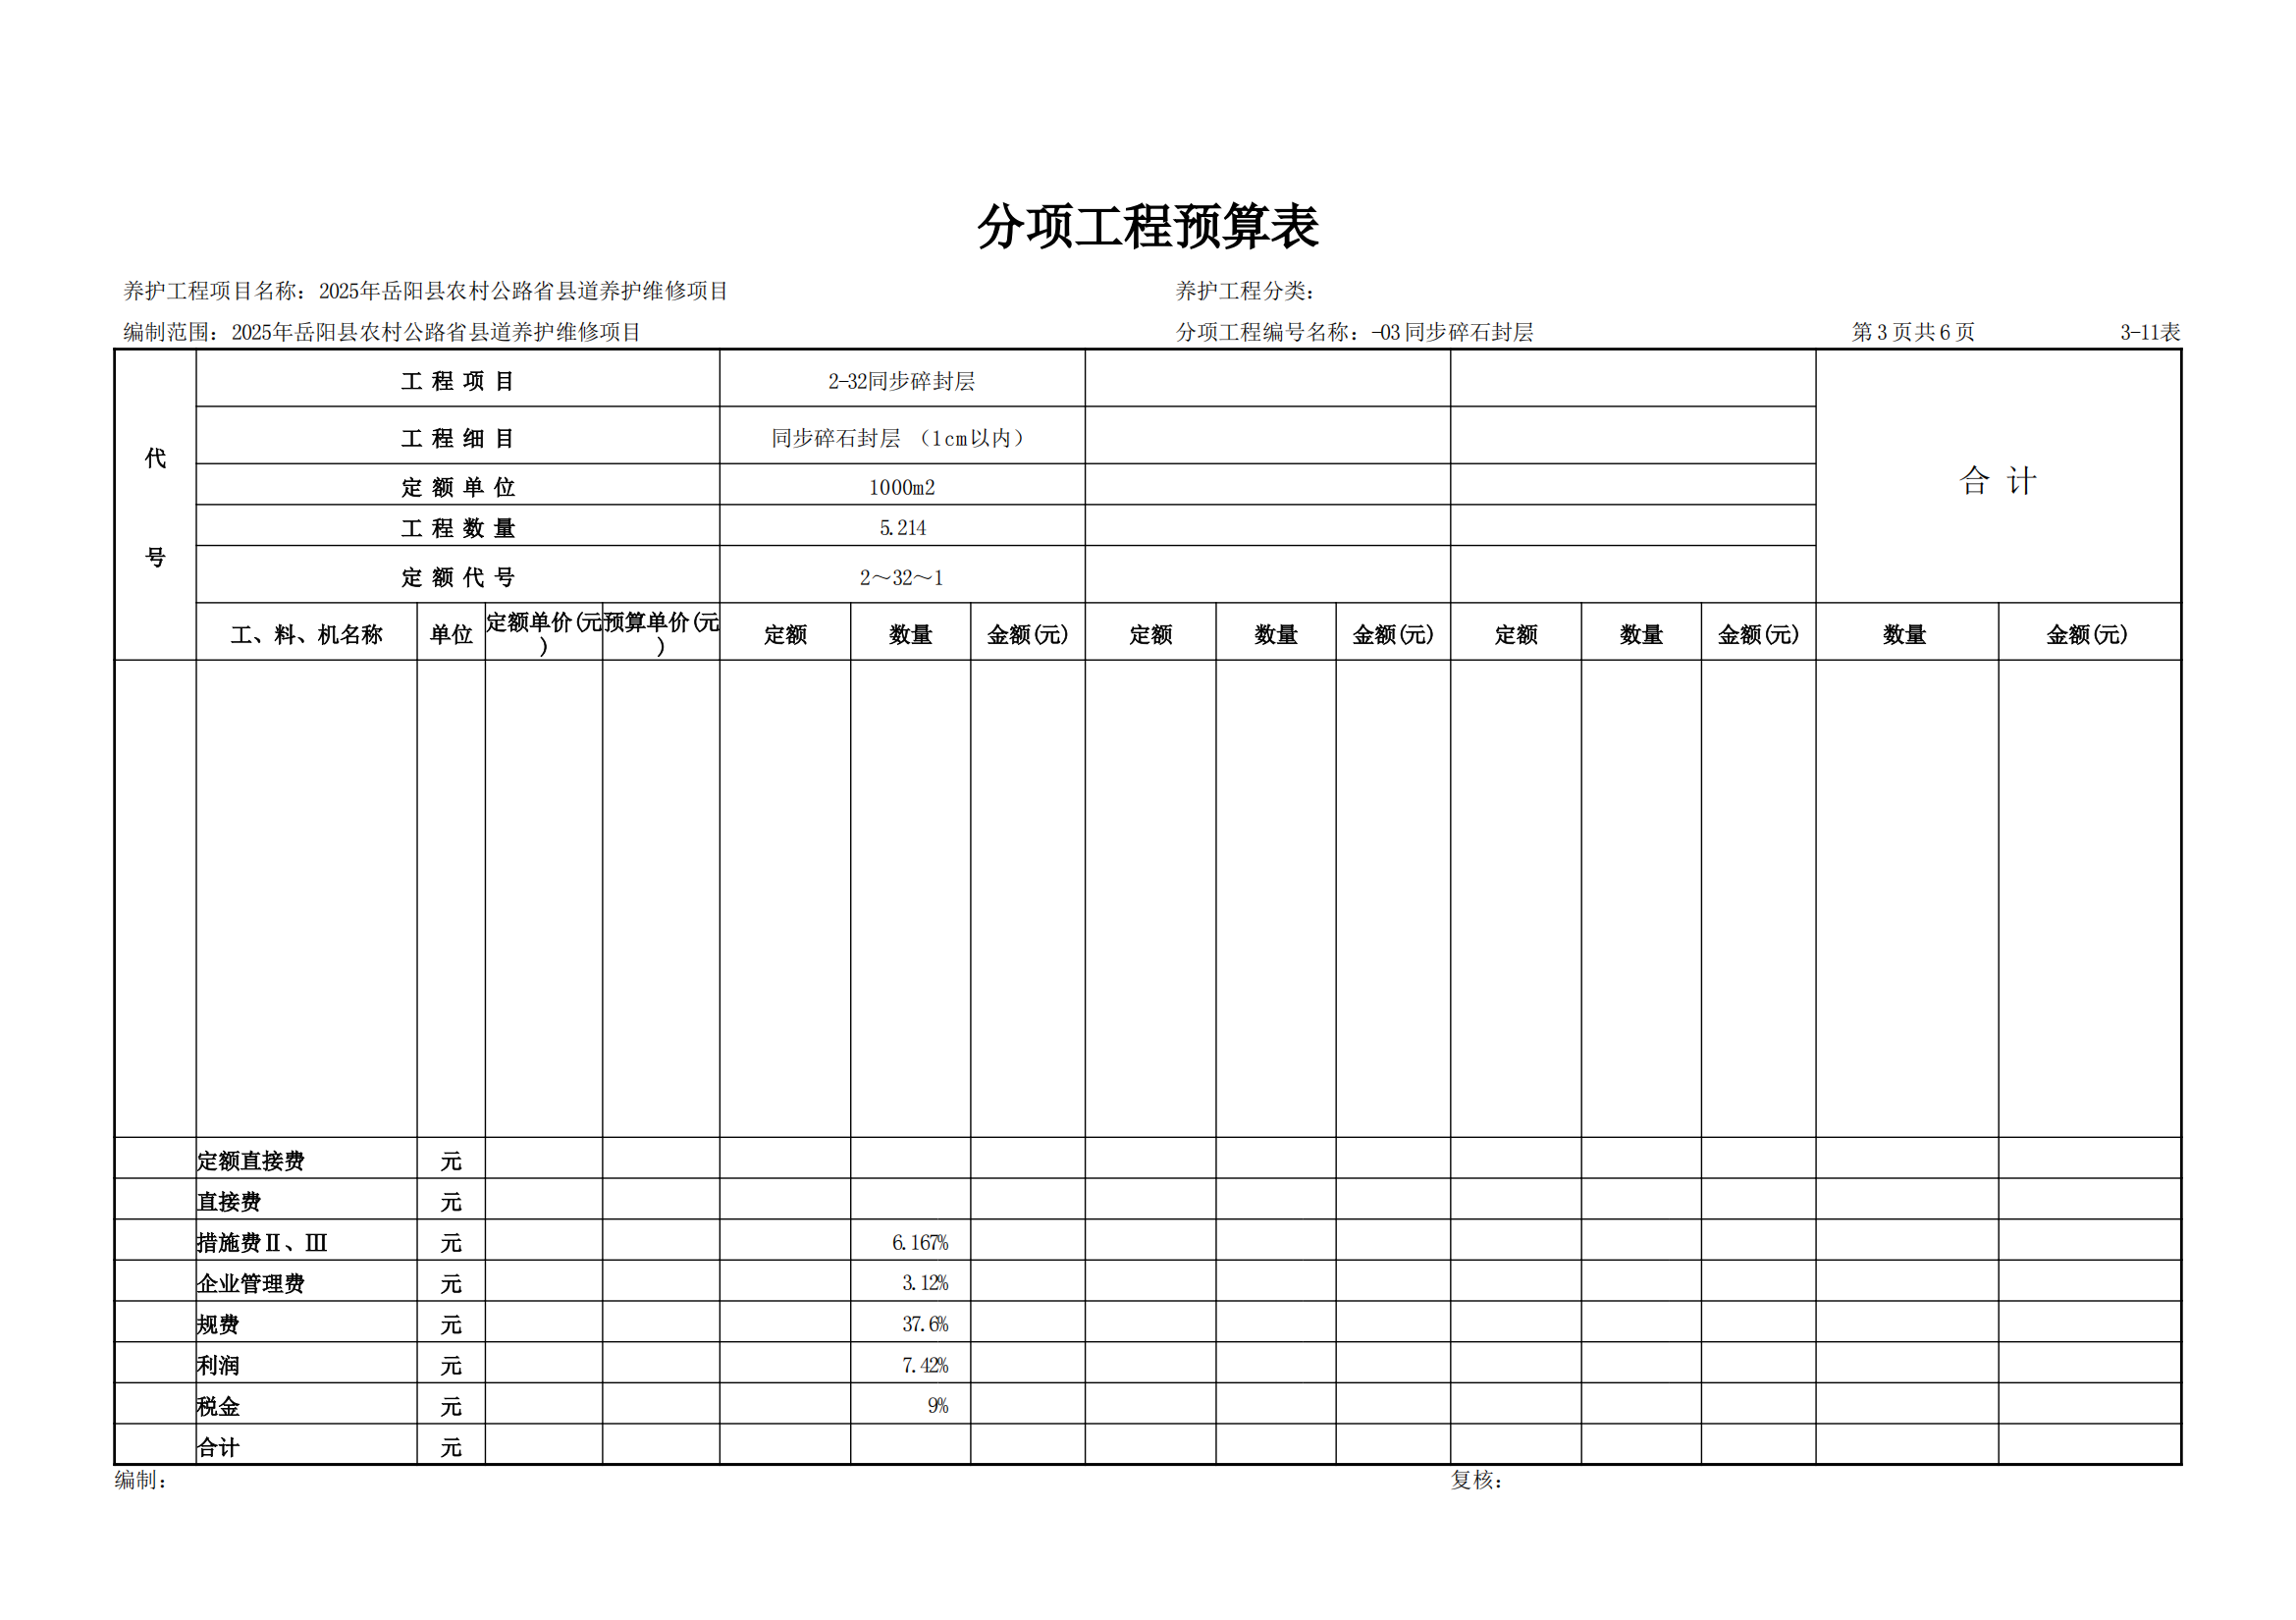 分项工程预算表
养护工程项目名称：2025年岳阳县农村公路省县道养护维修项目 养护工程分类：
编制范围：2025年岳阳县农村公路省县道养护维修项目 分项工程编号名称：-03同步碎石封层 第3页共6页 3-11表
代号
工程项目 2-32同步碎封层 合计
工程细目 同步碎石封层（1cm以内）
定额单位 1000m2
工程数量 5.214
定额代号 2～32～1
工、料、机名称 单位 定额单价(元) 预算单价(元) 定额 数量 金额(元) 定额 数量 金额(元) 定额 数量 金额(元) 数量 金额(元)
定额直接费 元
直接费 元
措施费Ⅱ、Ⅲ 元 6.167%
企业管理费 元 3.12%
规费 元 37.6%
利润 元 7.42%
税金 元 9%
合计 元
编制： 复核：